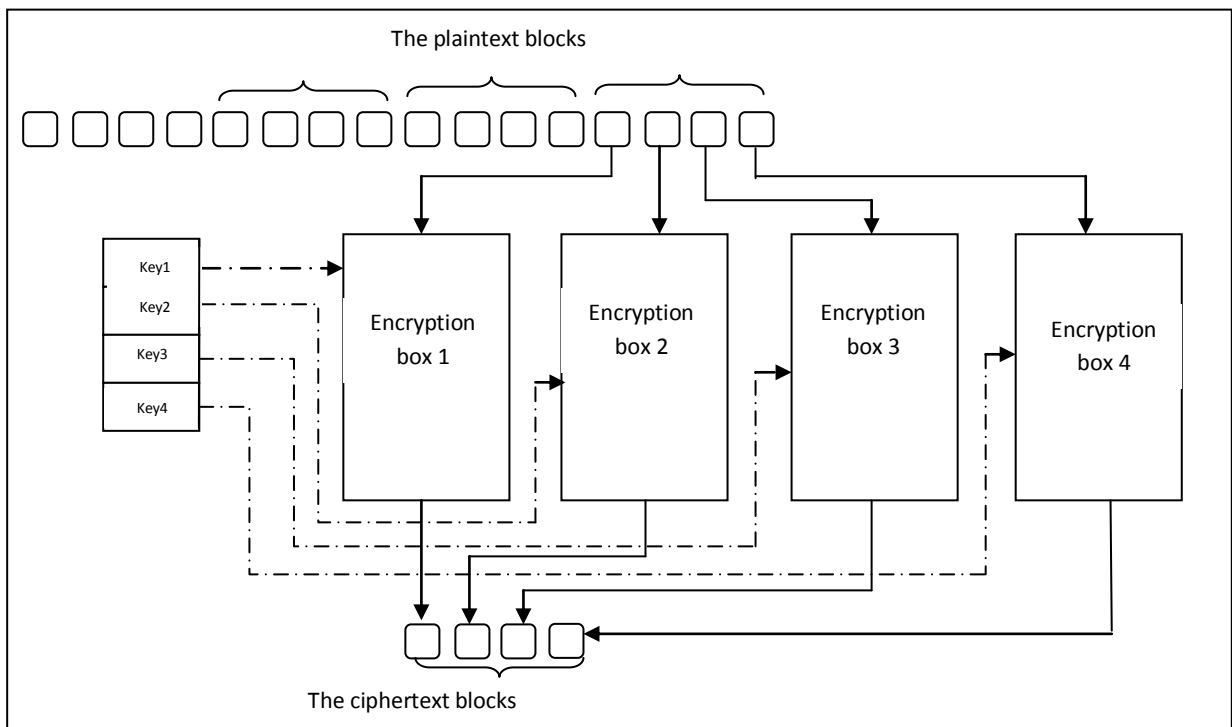 The plaintext blocks
Key1
Key2
Key3
Key4
Encryption
box 1
Encryption
box 2
Encryption
box 3
Encryption
box 4
The ciphertext blocks